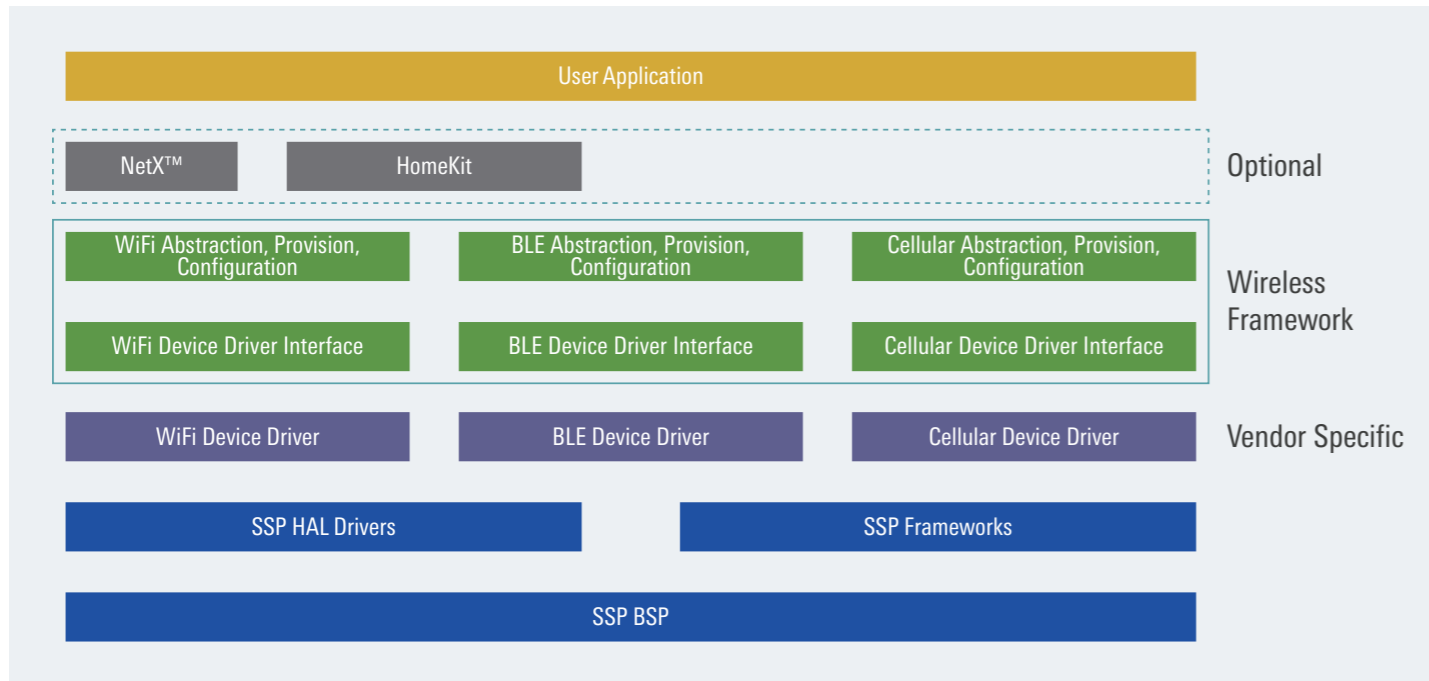 User Application
NetX™
HomeKit
Optional
WiFi Abstraction, Provision,
Configuration
BLE Abstraction, Provision,
Configuration
Cellular Abstraction, Provision,
Configuration
Wireless
Framework
WiFi Device Driver Interface
BLE Device Driver Interface
Cellular Device Driver Interface
WiFi Device Driver
BLE Device Driver
Cellular Device Driver
Vendor Specific
SSP HAL Drivers
SSP Frameworks
SSP BSP